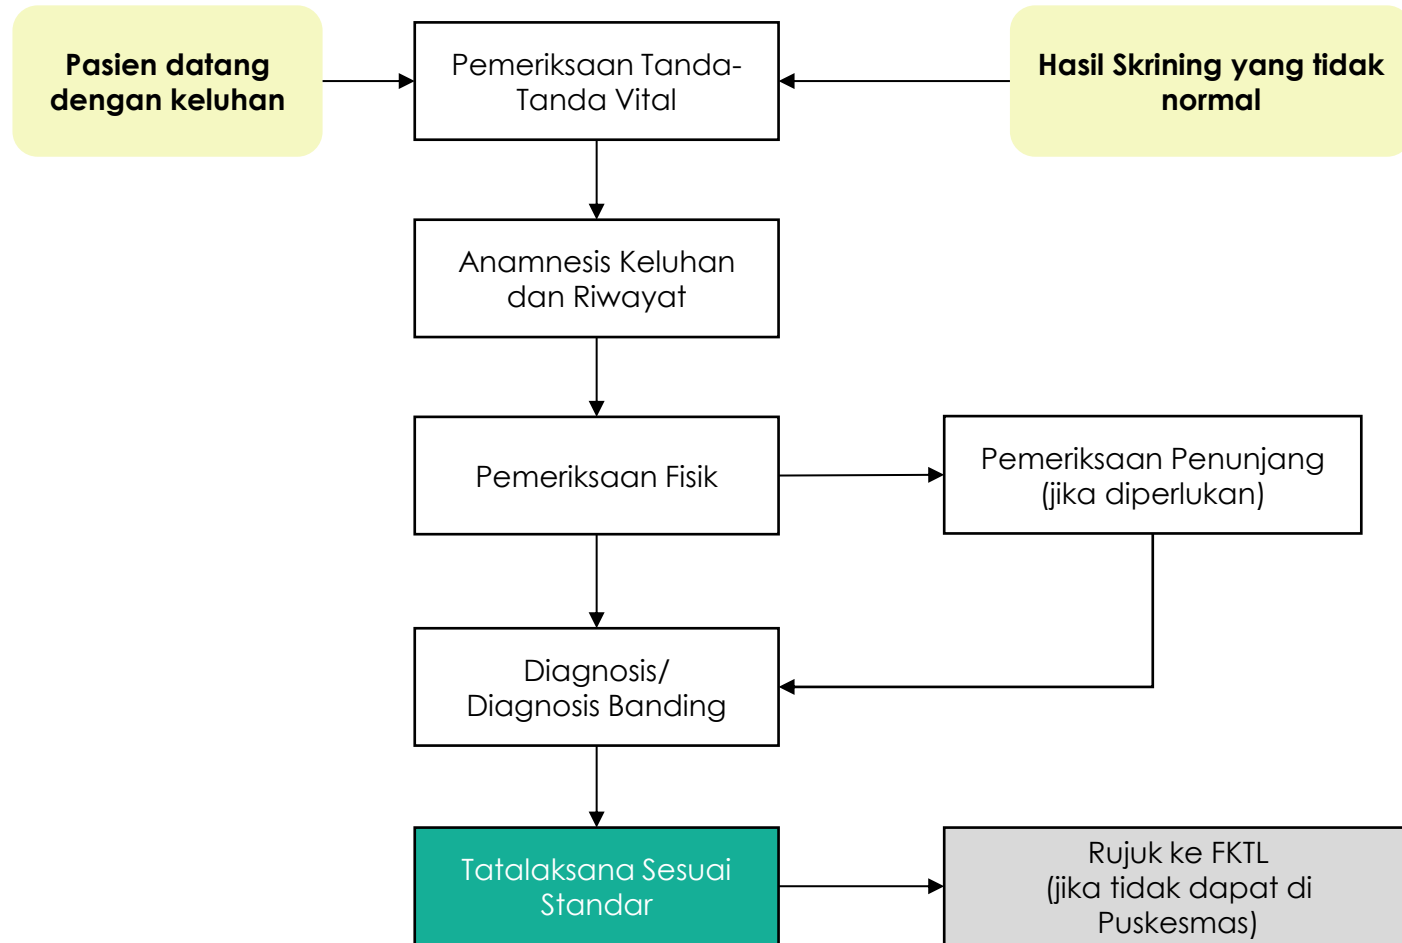 Pasien datang
dengan keluhan
Pemeriksaan Tanda-
Tanda Vital
Hasil Skrining yang tidak
normal
Anamnesis Keluhan
dan Riwayat
Pemeriksaan Fisik
Pemeriksaan Penunjang
(jika diperlukan)
Diagnosis/
Diagnosis Banding
Tatalaksana Sesuai
Standar
Rujuk ke FKTL
(jika tidak dapat di
Puskesmas)